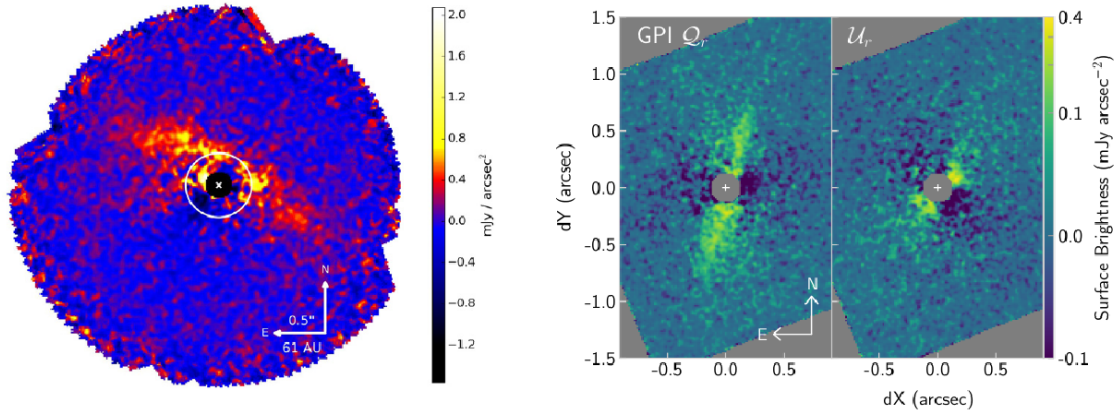 2.0
1.6
1.2
0.8
0.4
0.0
−0.4
−0.8
−1.2
mJy / arcsec²
x
N
E
0.5"
61 AU
GPI 𝒬ᵣ
𝒰ᵣ
1.5
1.0
0.5
0.0
-0.5
-1.0
-1.5
dY (arcsec)
+
+
N
E
-0.5
0.0
0.5
-0.5
0.0
0.5
dX (arcsec)
0.4
0.1
0.0
-0.1
Surface Brightness (mJy arcsec⁻²)